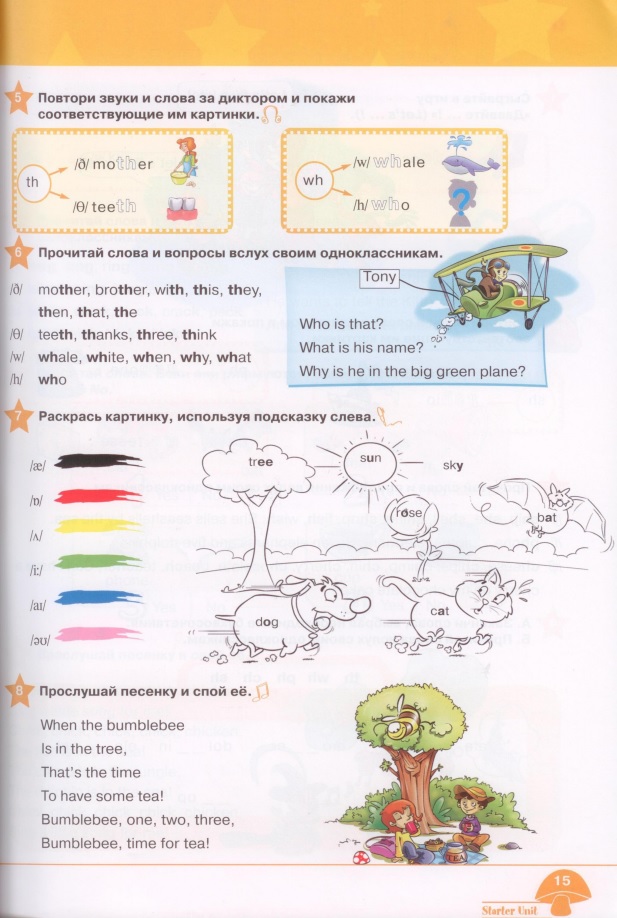 5 Повтори звуки и слова за диктором и покажи
соответствующие им картинки.
th
/ð/ mother
/θ/ teeth
wh
/w/ whale
/h/ who
?
6 Прочитай слова и вопросы вслух своим одноклассникам.
/ð/ mother, brother, with, this, they,
then, that, the
/θ/ teeth, thanks, three, think
/w/ whale, white, when, why, what
/h/ who
Tony
Who is that?
What is his name?
Why is he in the big green plane?
7 Раскрась картинку, используя подсказку слева.
/æ/
/ɒ/
/ʌ/
/i:/
/aɪ/
/əʊ/
tree
sun
sky
rose
bat
dog
cat
8 Прослушай песенку и спой её.
When the bumblebee
Is in the tree,
That's the time
To have some tea!
Bumblebee, one, two, three,
Bumblebee, time for tea!
TEA
15
Starter Unit